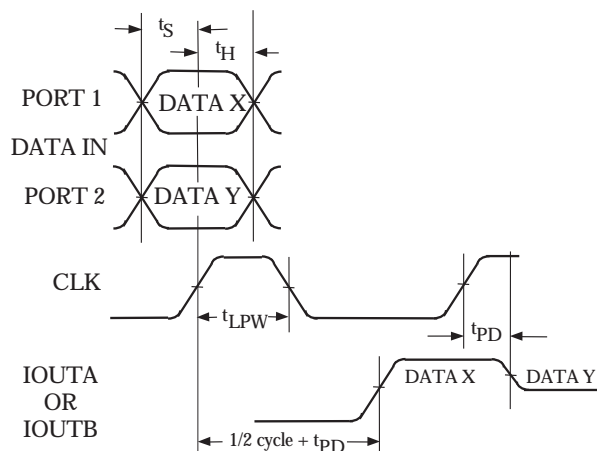 tS
tH
PORT 1
DATA X
DATA IN
PORT 2
DATA Y
CLK
tLPW
tPD
IOUTA
OR
IOUTB
DATA X
DATA Y
1/2 cycle + tPD